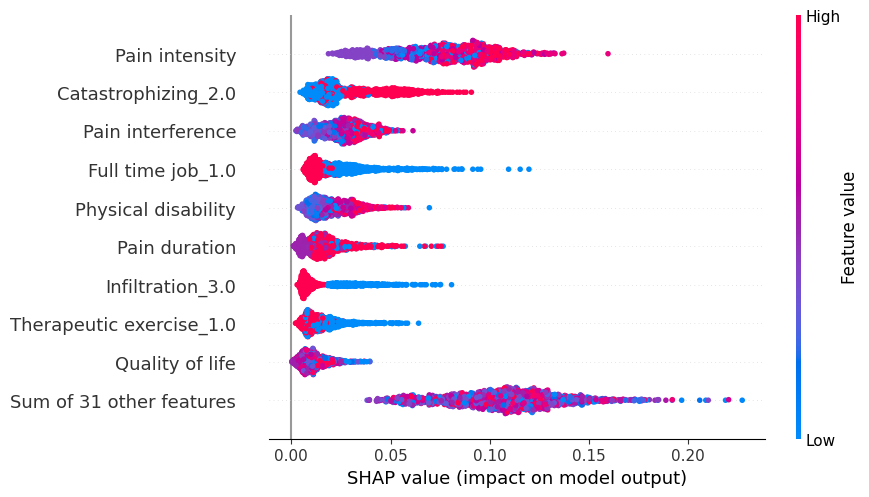 High
Pain intensity
Catastrophizing_2.0
Pain interference
Full time job_1.0
Physical disability
Pain duration
Infiltration_3.0
Therapeutic exercise_1.0
Quality of life
Sum of 31 other features
Feature value
Low
0.00 0.05 0.10 0.15 0.20
SHAP value (impact on model output)